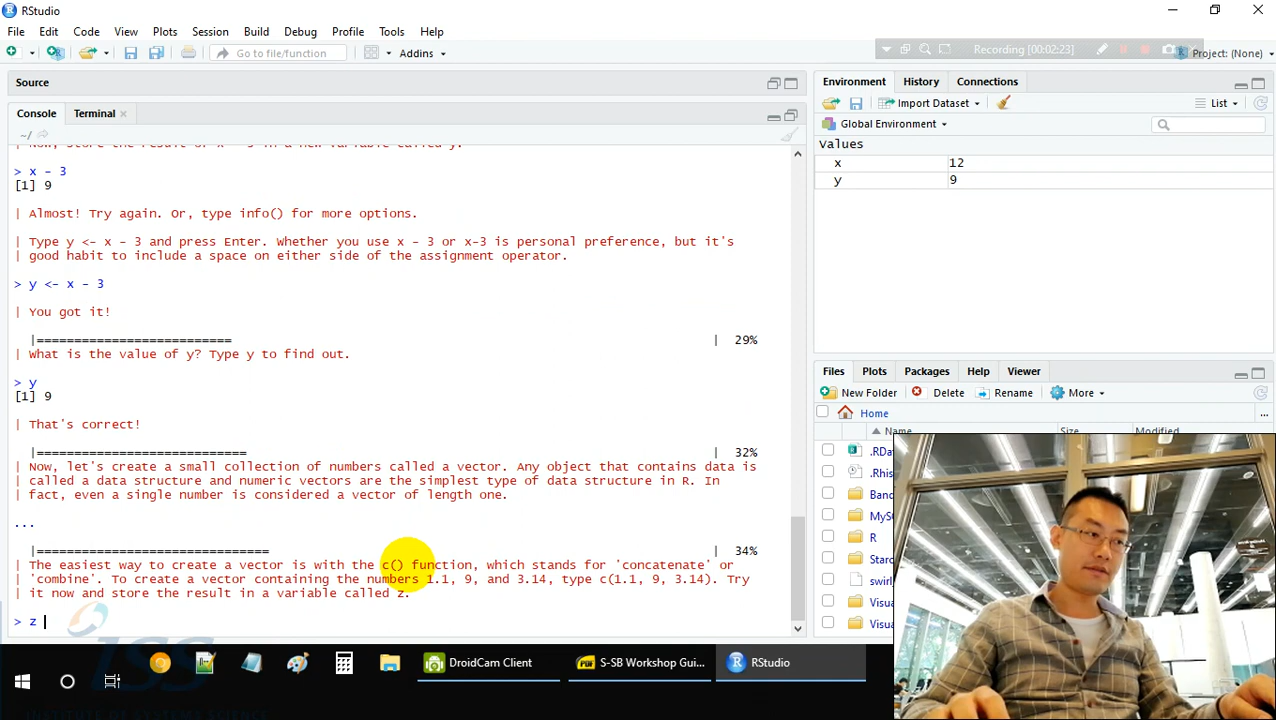 RStudio
File Edit Code View Plots Session Build Debug Profile Tools Help
Go to file/function Addins
Recording [00:02:23]
Project: (None)
Source
Console Terminal
~/
Now, store the result of x - 3 in a new variable called y.
> x - 3
[1] 9
| Almost! Try again. Or, type info() for more options.
| Type y <- x - 3 and press Enter. Whether you use x - 3 or x-3 is personal preference, but it's
| good habit to include a space on either side of the assignment operator.
> y <- x - 3
| You got it!
|========================== | 29%
| What is the value of y? Type y to find out.
> y
[1] 9
| That's correct!
|============================ | 32%
| Now, let's create a small collection of numbers called a vector. Any object that contains data is
| called a data structure and numeric vectors are the simplest type of data structure in R. In
| fact, even a single number is considered a vector of length one.
...
|=============================== | 34%
| The easiest way to create a vector is with the c() function, which stands for 'concatenate' or
| 'combine'. To create a vector containing the numbers 1.1, 9, and 3.14, type c(1.1, 9, 3.14). Try
| it now and store the result in a variable called z.
> z
Environment History Connections
Import Dataset List
Global Environment
Values
x 12
y 9
Files Plots Packages Help Viewer
New Folder Delete Rename More
Home ...
Name Size Modified
.RDa
.Rhis
Ban
MyS
R
Star
swirl
Visua
Visua
ISS
DroidCam Client S-SB Workshop Gui... RStudio